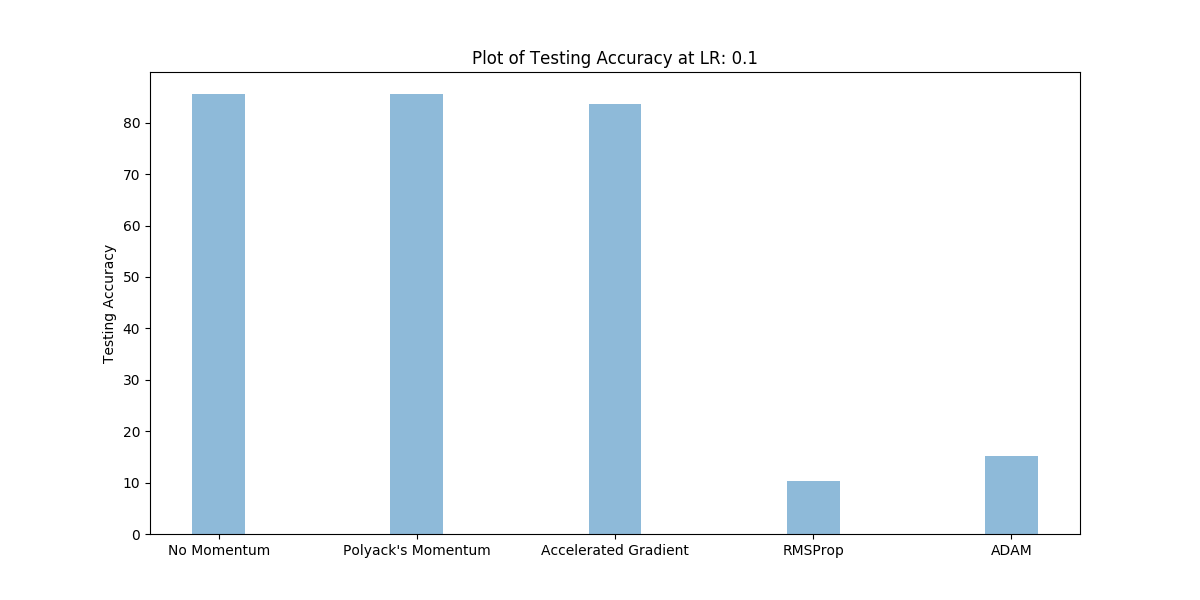 Plot of Testing Accuracy at LR: 0.1
Testing Accuracy
80
70
60
50
40
30
20
10
0
No Momentum
Polyack's Momentum
Accelerated Gradient
RMSProp
ADAM